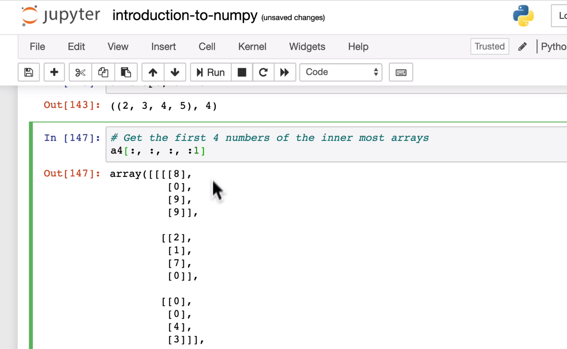 jupyter introduction-to-numpy (unsaved changes)
File Edit View Insert Cell Kernel Widgets Help Trusted Pytho
Run Code
Out[143]: ((2, 3, 4, 5), 4)
In [147]: # Get the first 4 numbers of the inner most arrays
a4[:, :, :, :1]
Out[147]: array([[[[8],
[0],
[9],
[9]],
[[2],
[1],
[7],
[0]],
[[0],
[0],
[4],
[3]]],